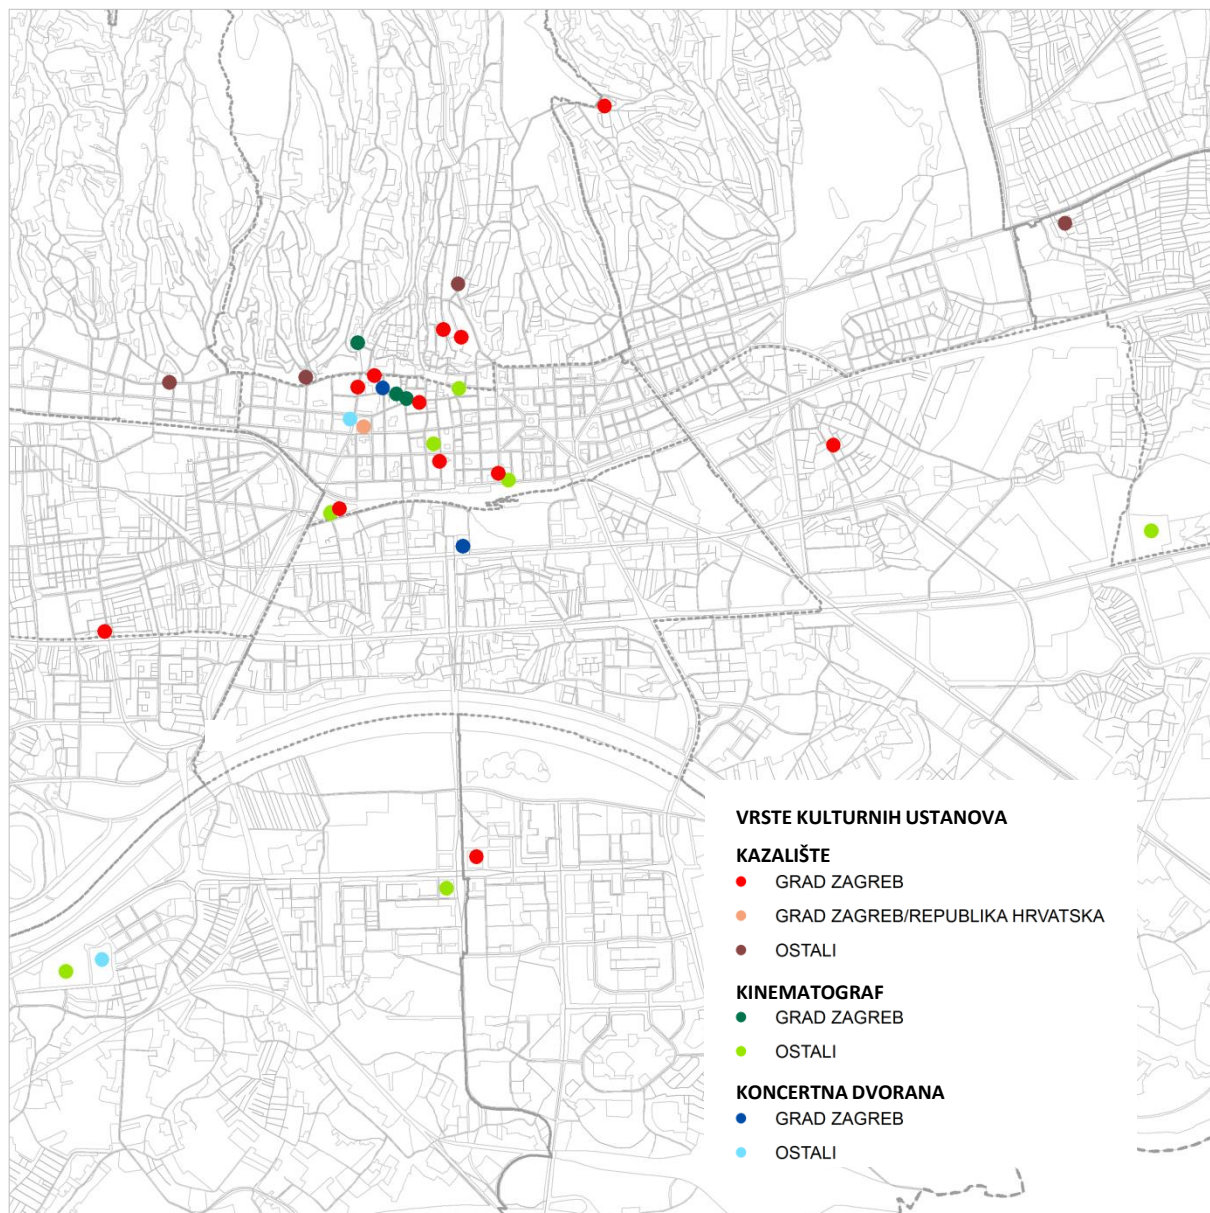 VRSTE KULTURNIH USTANOVA
KAZALIŠTE
GRAD ZAGREB
GRAD ZAGREB/REPUBLIKA HRVATSKA
OSTALI
KINEMATOGRAF
GRAD ZAGREB
OSTALI
KONCERTNA DVORANA
GRAD ZAGREB
OSTALI